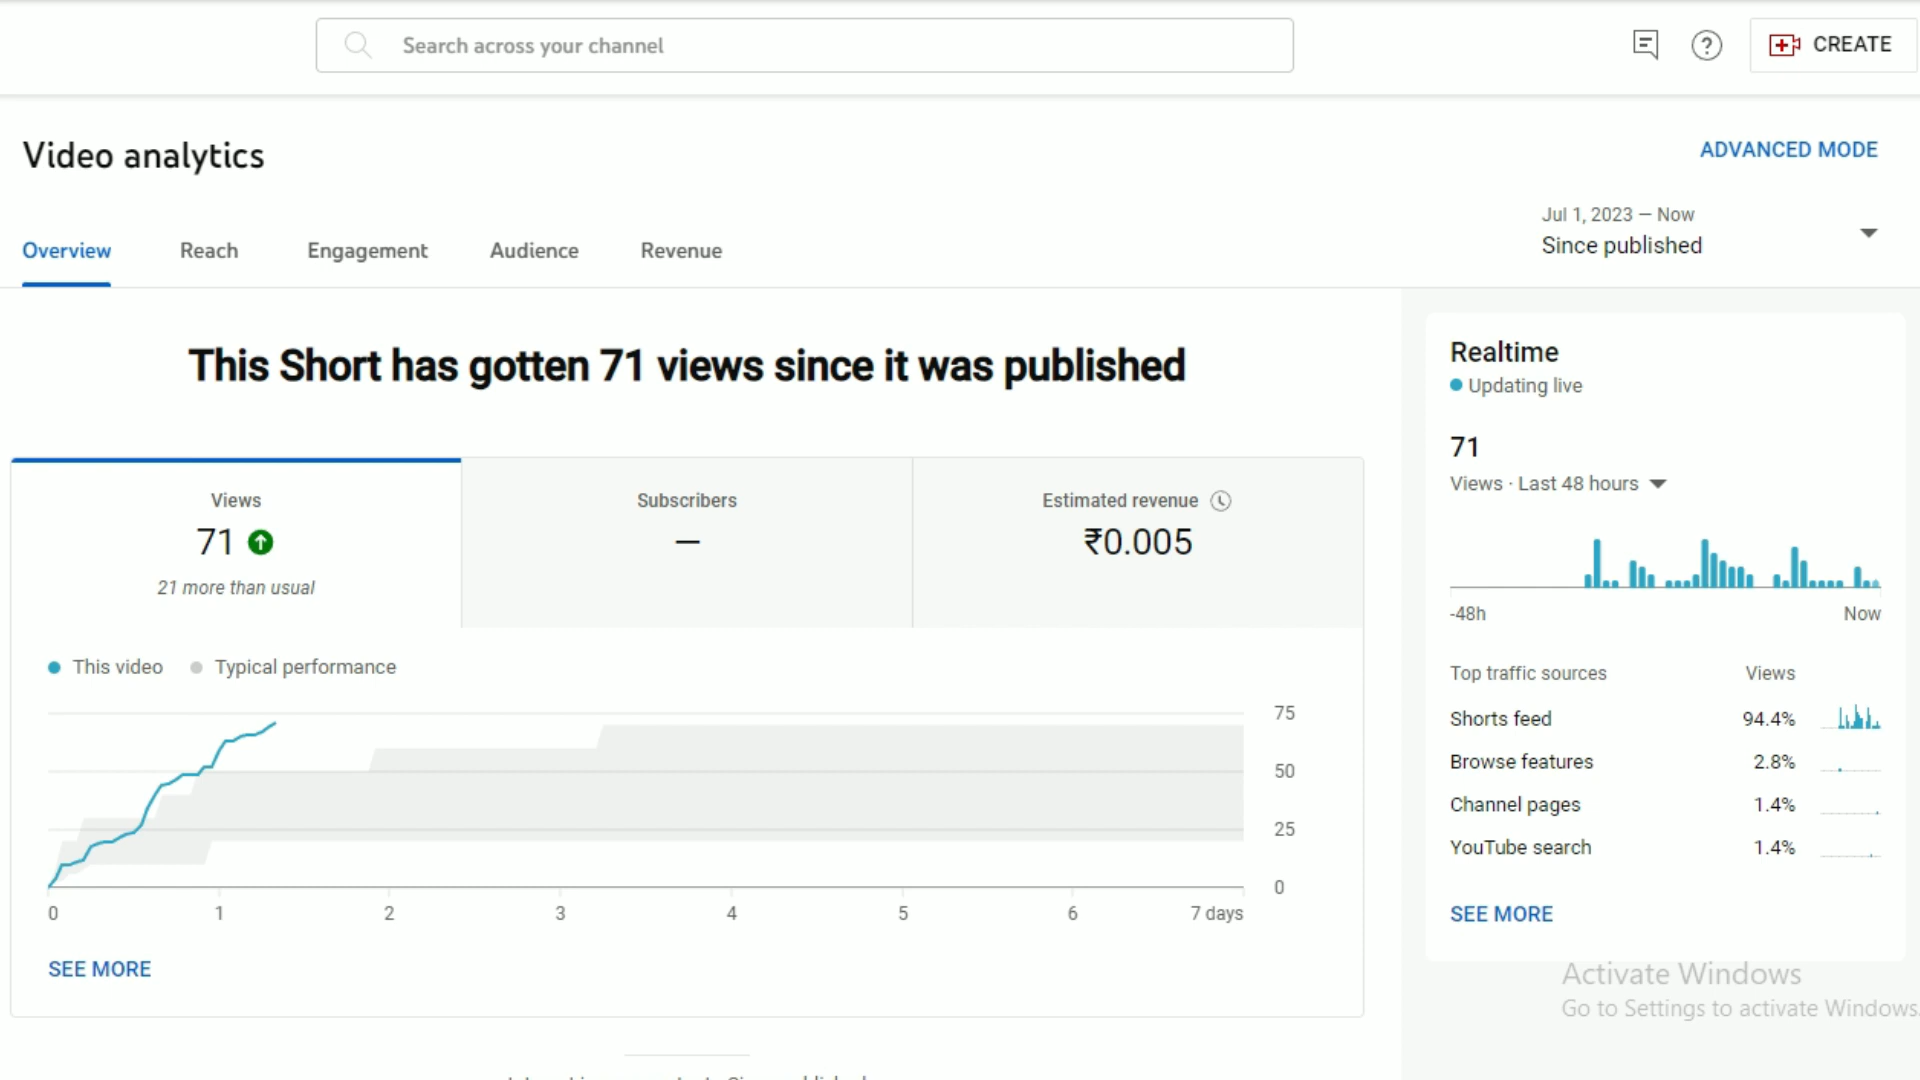 Search across your channel
CREATE
Video analytics
ADVANCED MODE
Overview
Reach
Engagement
Audience
Revenue
Jul 1, 2023 – Now
Since published
This Short has gotten 71 views since it was published
Views
71
21 more than usual
Subscribers
—
Estimated revenue
₹0.005
This video
Typical performance
75
50
25
0
0 1 2 3 4 5 6 7 days
SEE MORE
Realtime
Updating live
71
Views · Last 48 hours
-48h Now
Top traffic sources Views
Shorts feed 94.4%
Browse features 2.8%
Channel pages 1.4%
YouTube search 1.4%
SEE MORE
Activate Windows
Go to Settings to activate Windows.